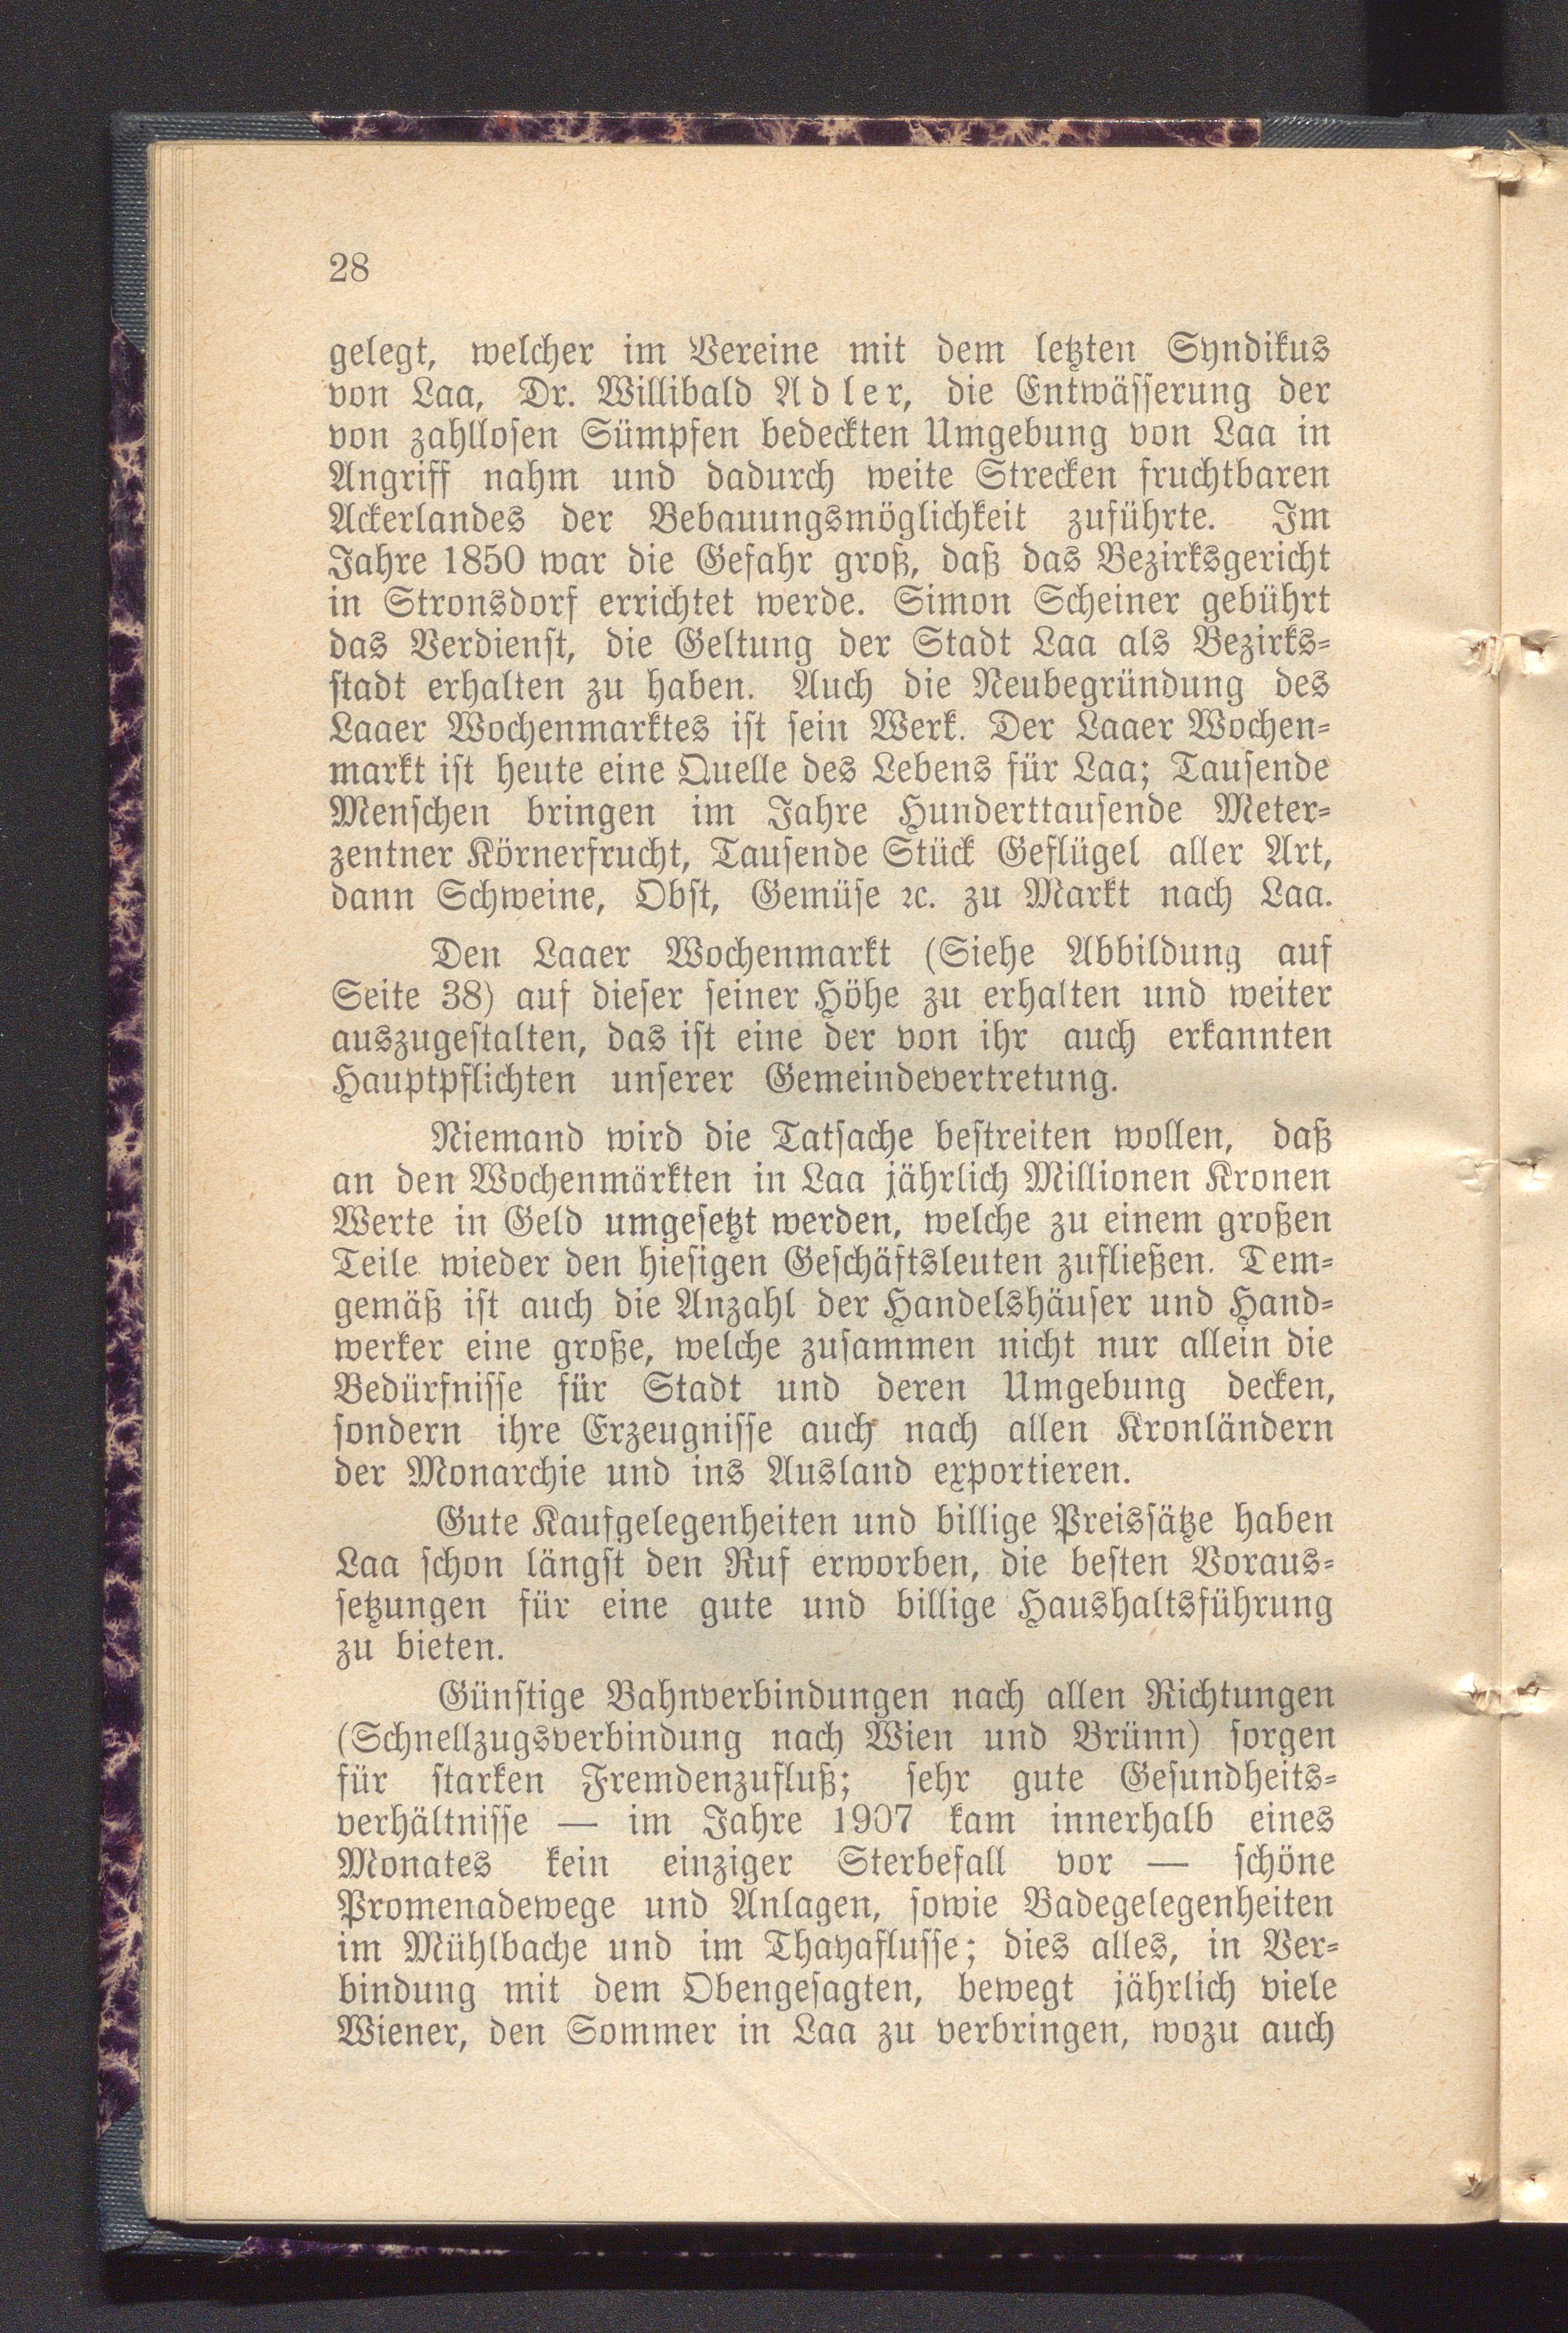 28
gelegt, welcher im Vereine mit dem letzten Syndikus
von Laa, Dr. Willibald Adler, die Entwässerung der
von zahllosen Sümpfen bedeckten Umgebung von Laa in
Angriff nahm und dadurch weite Strecken fruchtbaren
Ackerlandes der Bebauungsmöglichkeit zuführte. Im
Jahre 1850 war die Gefahr groß, daß das Bezirksgericht
in Stronsdorf errichtet werde. Simon Scheiner gebührt
das Verdienst, die Geltung der Stadt Laa als Bezirks-
stadt erhalten zu haben. Auch die Neubegründung des
Laaer Wochenmarktes ist sein Werk. Der Laaer Wochen-
markt ist heute eine Quelle des Lebens für Laa; Tausende
Menschen bringen im Jahre Hunderttausende Meter-
zentner Körnerfrucht, Tausende Stück Geflügel aller Art,
dann Schweine, Obst, Gemüse ꝛc. zu Markt nach Laa.
Den Laaer Wochenmarkt (Siehe Abbildung auf
Seite 38) auf dieser seiner Höhe zu erhalten und weiter
auszugestalten, das ist eine der von ihr auch erkannten
Hauptpflichten unserer Gemeindevertretung.
Niemand wird die Tatsache bestreiten wollen, daß
an den Wochenmärkten in Laa jährlich Millionen Kronen
Werte in Geld umgesetzt werden, welche zu einem großen
Teile wieder den hiesigen Geschäftsleuten zufließen. Tem-
gemäß ist auch die Anzahl der Handelshäuser und Hand-
werker eine große, welche zusammen nicht nur allein die
Bedürfnisse für Stadt und deren Umgebung decken,
sondern ihre Erzeugnisse auch nach allen Kronländern
der Monarchie und ins Ausland exportieren.
Gute Kaufgelegenheiten und billige Preissätze haben
Laa schon längst den Ruf erworben, die besten Voraus-
setzungen für eine gute und billige Haushaltsführung
zu bieten.
Günstige Bahnverbindungen nach allen Richtungen
(Schnellzugsverbindung nach Wien und Brünn) sorgen
für starken Fremdenzufluß; sehr gute Gesundheits-
verhältnisse — im Jahre 1907 kam innerhalb eines
Monates kein einziger Sterbefall vor — schöne
Promenadewege und Anlagen, sowie Badegelegenheiten
im Mühlbache und im Thayaflusse; dies alles, in Ver-
bindung mit dem Obengesagten, bewegt jährlich viele
Wiener, den Sommer in Laa zu verbringen, wozu auch